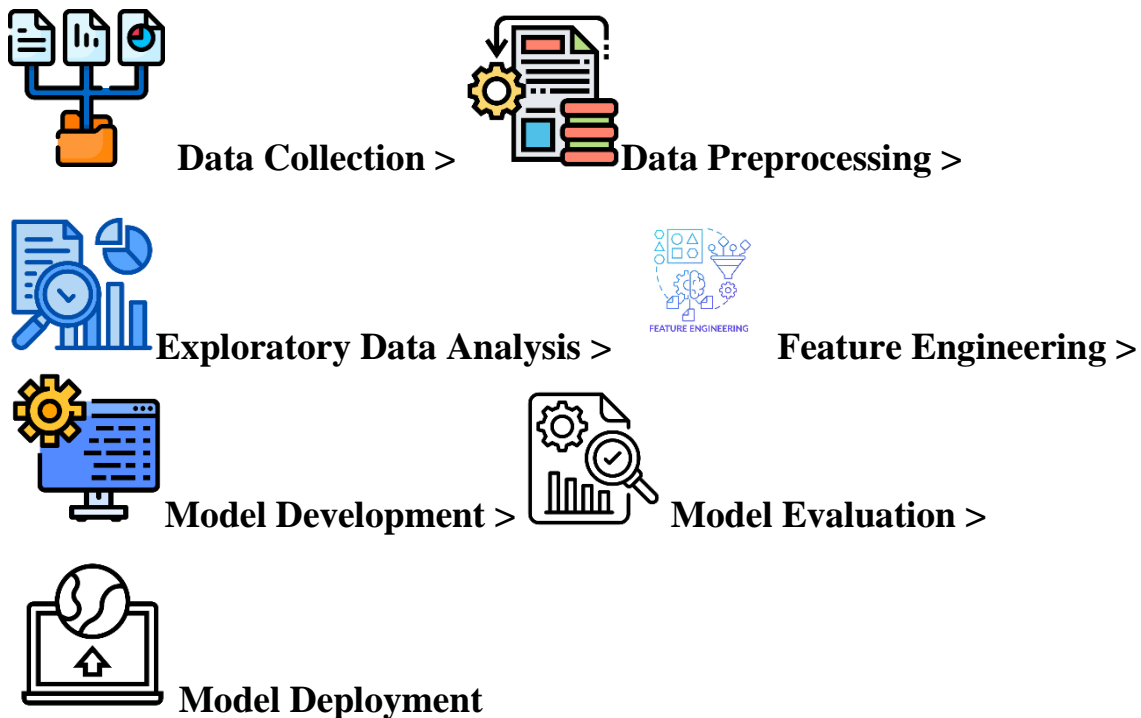 Data Collection > Data Preprocessing >
FEATURE ENGINEERING
Exploratory Data Analysis > Feature Engineering >
Model Development > Model Evaluation >
Model Deployment